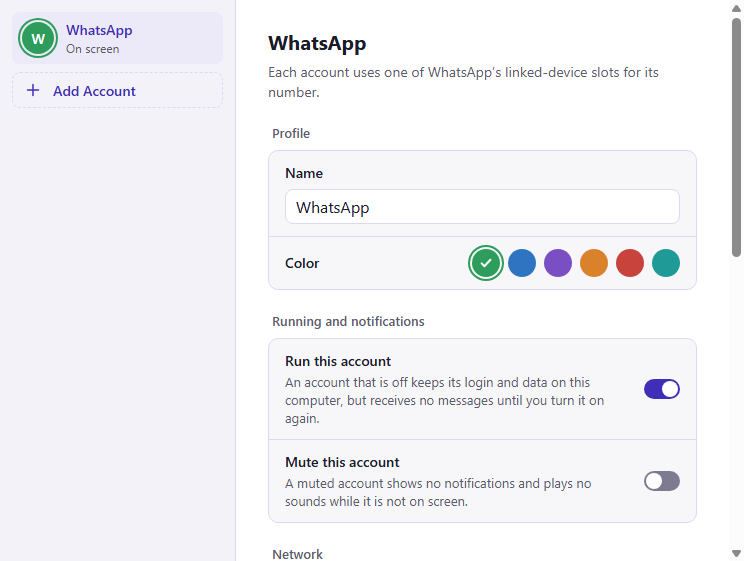 W
WhatsApp
On screen
Add Account
WhatsApp
Each account uses one of WhatsApp's linked-device slots for its
number.
Profile
Name
WhatsApp
Color
Running and notifications
Run this account
An account that is off keeps its login and data on this
computer, but receives no messages until you turn it on
again.
Mute this account
A muted account shows no notifications and plays no
sounds while it is not on screen.
Network